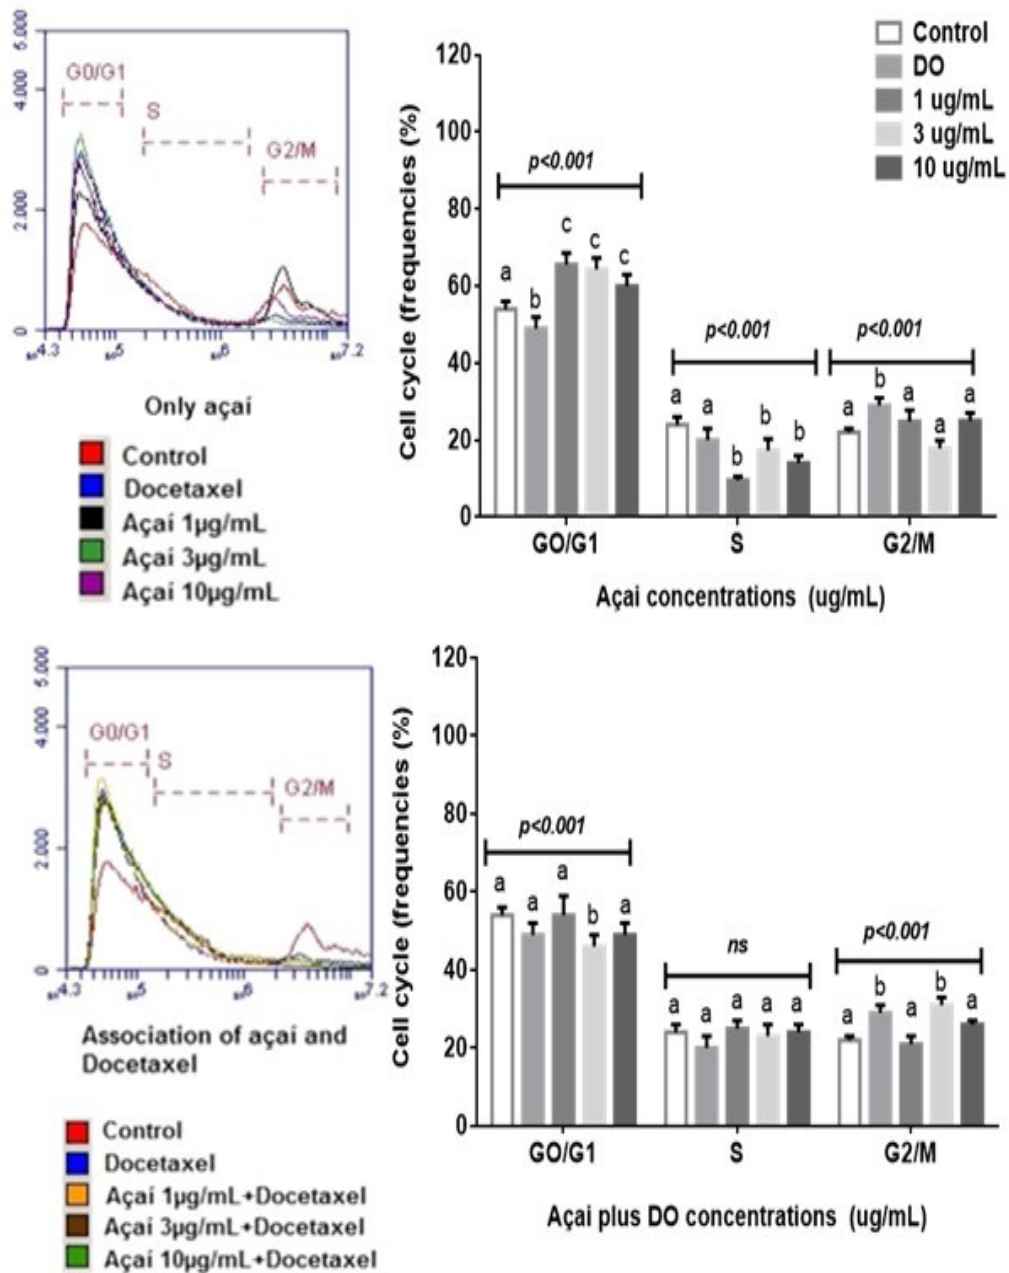 5.000
4.000
2.000
0
G0/G1
S
G2/M
7.2
Only açaí
Control
Docetaxel
Açaí 1µg/mL
Açaí 3µg/mL
Açaí 10µg/mL
Cell cycle (frequencies (%)
120
100
80
60
40
20
0
Control
DO
1 ug/mL
3 ug/mL
10 ug/mL
p<0.001
a b c c c
p<0.001
a a b b b
p<0.001
a b a a a
GO/G1 S G2/M
Açai concentrations (ug/mL)
5.000
4.000
2.000
0
G0/G1
S
G2/M
7.2
Association of açaí and
Docetaxel
Control
Docetaxel
Açaí 1µg/mL+Docetaxel
Açaí 3µg/mL+Docetaxel
Açaí 10µg/mL+Docetaxel
Cell cycle (frequencies (%)
120
100
80
60
40
20
0
p<0.001
a a a b a
ns
a a a a a
p<0.001
a b a b a
GO/G1 S G2/M
Açai plus DO concentrations (ug/mL)